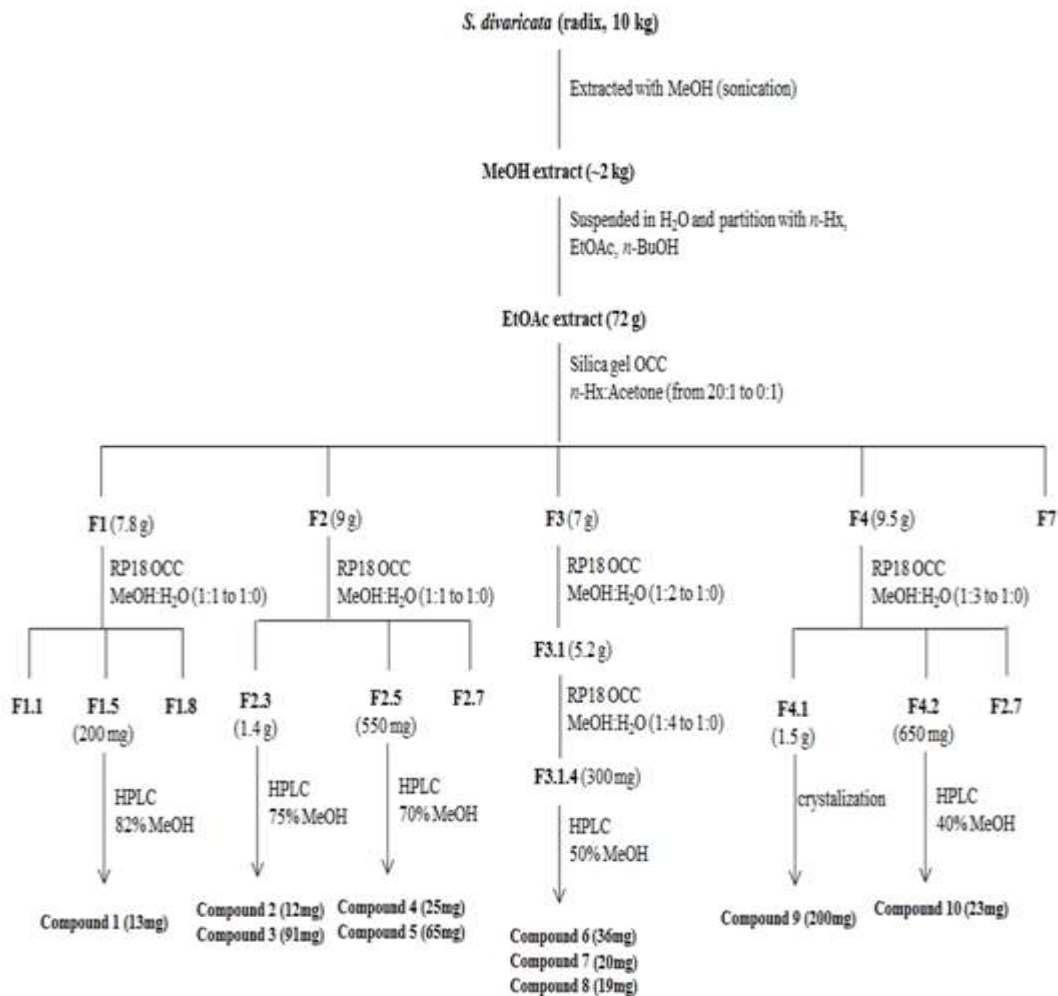 S. divaricata (radix, 10 kg)
Extracted with MeOH (sonication)
MeOH extract (~2 kg)
Suspended in H₂O and partition with n-Hx,
EtOAc, n-BuOH
EtOAc extract (72 g)
Silica gel OCC
n-Hx:Acetone (from 20:1 to 0:1)
F1 (7.8 g)
F2 (9 g)
F3 (7 g)
F4 (9.5 g)
F7
RP18 OCC
MeOH:H₂O (1:1 to 1:0)
RP18 OCC
MeOH:H₂O (1:1 to 1:0)
RP18 OCC
MeOH:H₂O (1:2 to 1:0)
RP18 OCC
MeOH:H₂O (1:3 to 1:0)
F1.1
F1.5
(200 mg)
F1.8
F2.3
(1.4 g)
F2.5
(550 mg)
F2.7
F3.1 (5.2 g)
RP18 OCC
MeOH:H₂O (1:4 to 1:0)
F3.1.4 (300 mg)
F4.1
(1.5 g)
F4.2
(650 mg)
F2.7
HPLC
82% MeOH
HPLC
75% MeOH
HPLC
70% MeOH
HPLC
50% MeOH
crystalization
HPLC
40% MeOH
Compound 1 (13mg)
Compound 2 (12mg)
Compound 3 (91mg)
Compound 4 (25mg)
Compound 5 (65mg)
Compound 6 (36mg)
Compound 7 (20mg)
Compound 8 (19mg)
Compound 9 (200mg)
Compound 10 (23mg)